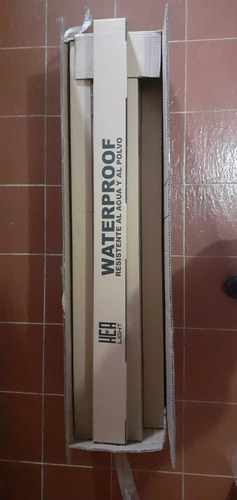 WATERPROOF
RESISTENTE AL AGUA Y AL POLVO
HEA
LIGHT